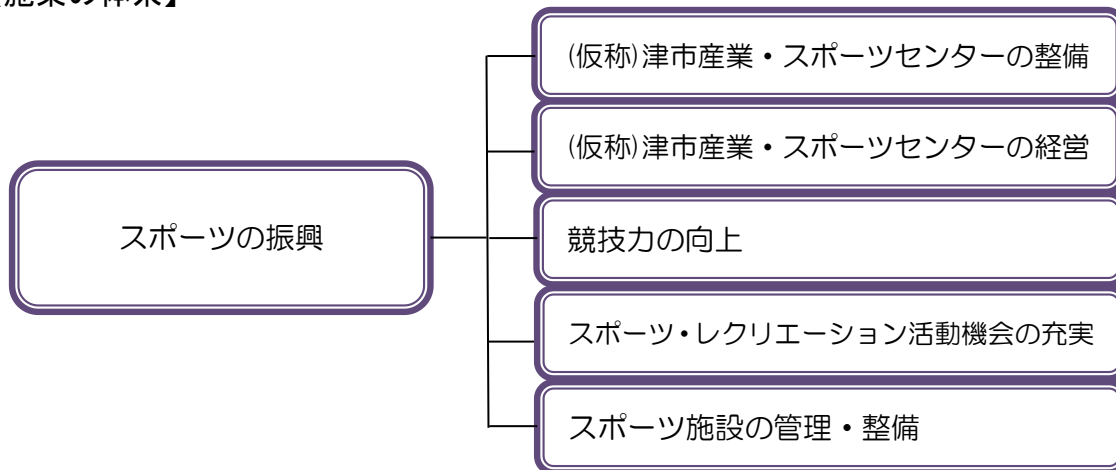 施策の体系】
スポーツの振興
(仮称)津市産業・スポーツセンターの整備
(仮称)津市産業・スポーツセンターの経営
競技力の向上
スポーツ・レクリエーション活動機会の充実
スポーツ施設の管理・整備